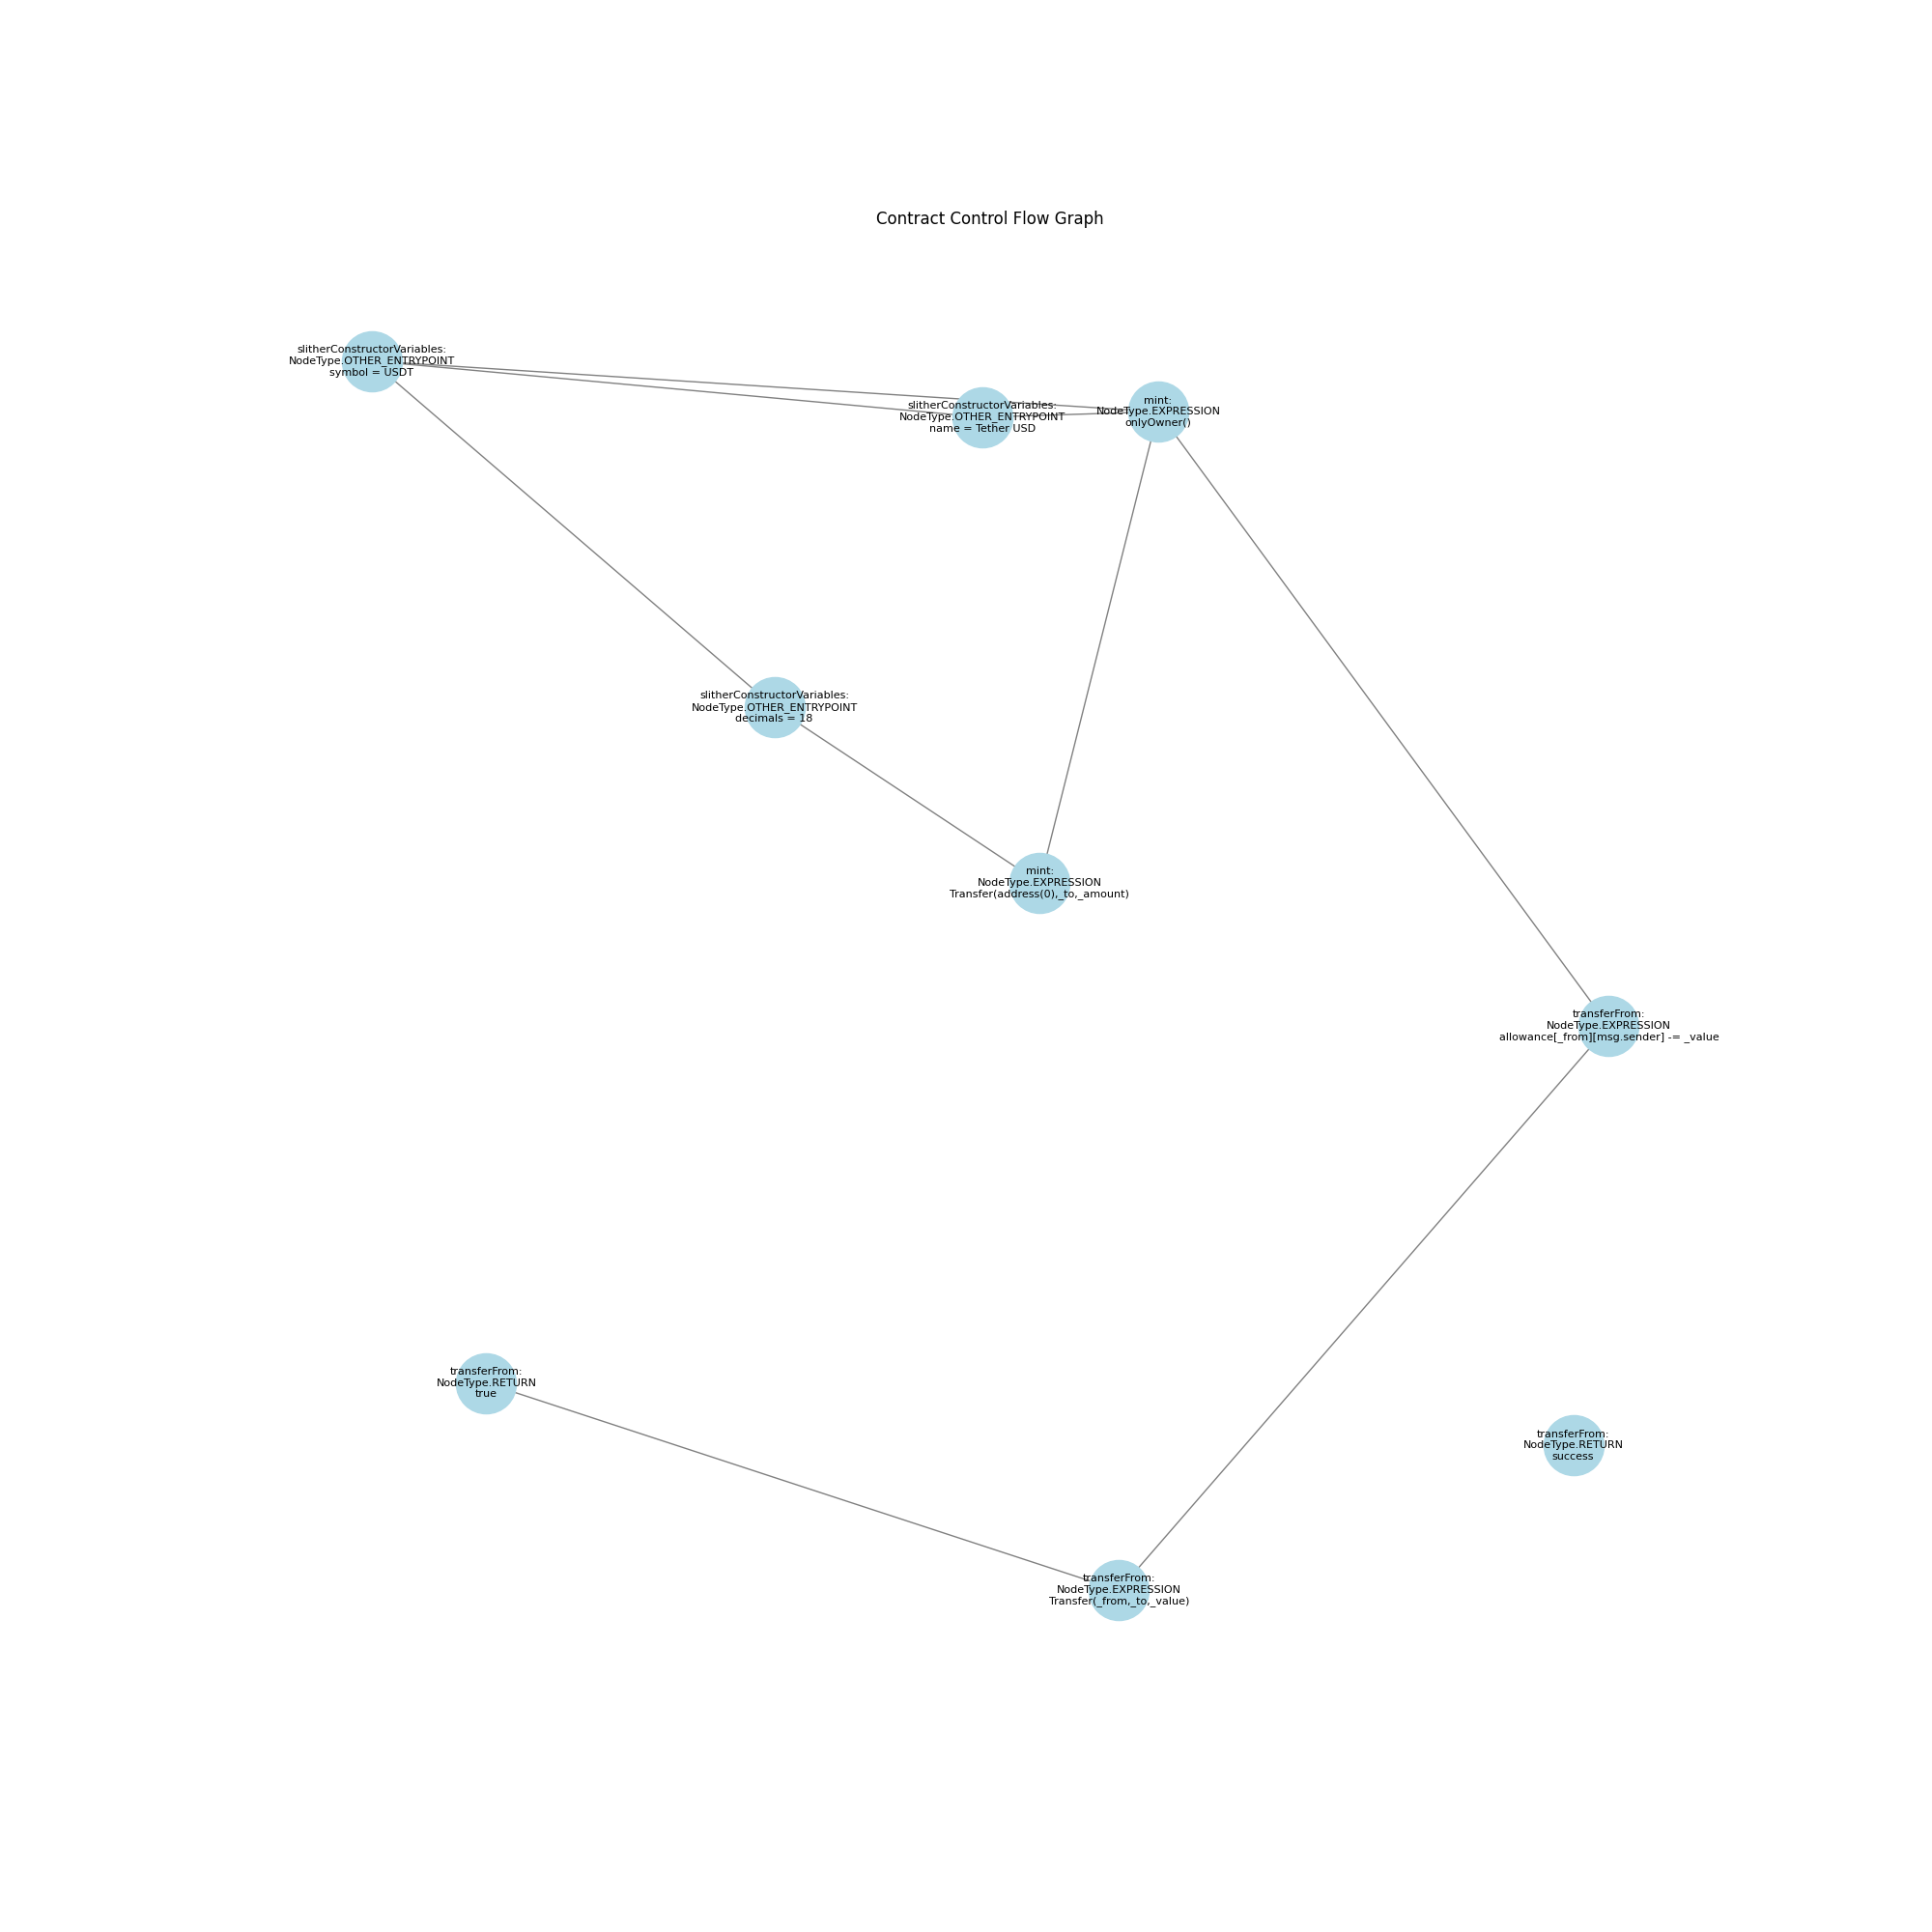 Contract Control Flow Graph
slitherConstructorVariables:
NodeType.OTHER_ENTRYPOINT
symbol = USDT
slitherConstructorVariables:
NodeType.OTHER_ENTRYPOINT
name = Tether USD
mint:
NodeType.EXPRESSION
onlyOwner()
slitherConstructorVariables:
NodeType.OTHER_ENTRYPOINT
decimals = 18
mint:
NodeType.EXPRESSION
Transfer(address(0),_to,_amount)
transferFrom:
NodeType.EXPRESSION
allowance[_from][msg.sender] -= _value
transferFrom:
NodeType.RETURN
true
transferFrom:
NodeType.RETURN
success
transferFrom:
NodeType.EXPRESSION
Transfer(_from,_to,_value)